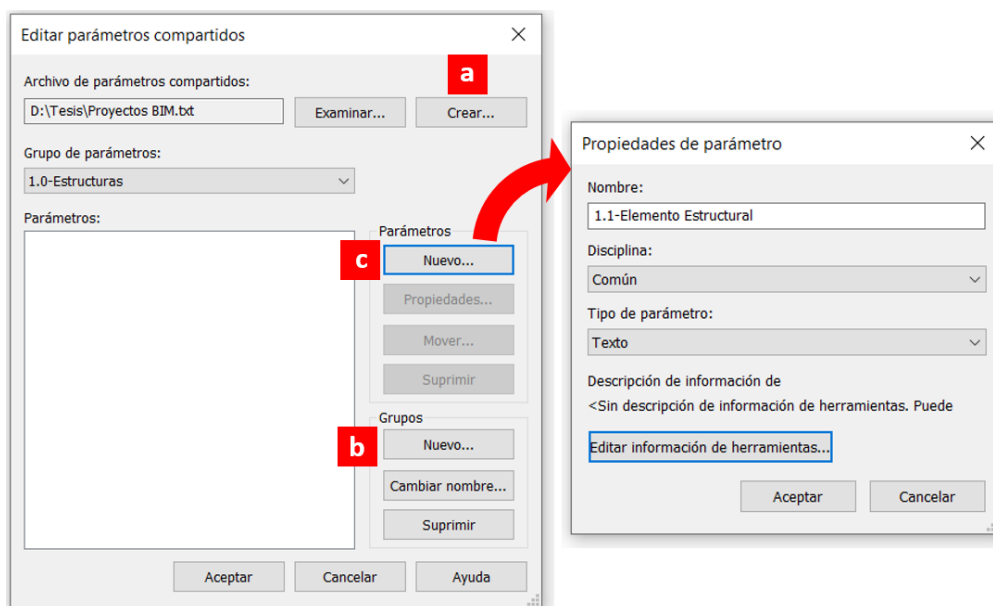 Editar parámetros compartidos
Archivo de parámetros compartidos:
a
D:\Tesis\Proyectos BIM.txt
Examinar...
Crear...
Grupo de parámetros:
1.0-Estructuras
Parámetros:
Parámetros
c
Nuevo...
Propiedades...
Mover...
Suprimir
Grupos
b
Nuevo...
Cambiar nombre...
Suprimir
Aceptar
Cancelar
Ayuda
Propiedades de parámetro
Nombre:
1.1-Elemento Estructural
Disciplina:
Común
Tipo de parámetro:
Texto
Descripción de información de
<Sin descripción de información de herramientas. Puede
Editar información de herramientas...
Aceptar
Cancelar